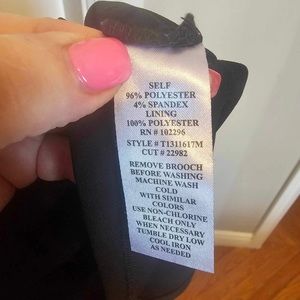 SELF
96% POLYESTER
4% SPANDEX
LINING
100% POLYESTER
RN # 102296
STYLE # T1311617M
CUT # 22982
REMOVE BROOCH
BEFORE WASHING
MACHINE WASH
COLD
WITH SIMILAR
COLORS
USE NON-CHLORINE
BLEACH ONLY
WHEN NECESSARY
TUMBLE DRY LOW
COOL IRON
AS NEEDED